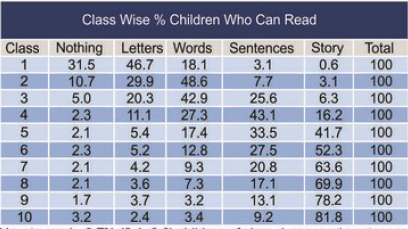 Class Wise % Children Who Can Read
Class Nothing Letters Words Sentences Story Total
1 31.5 46.7 18.1 3.1 0.6 100
2 10.7 29.9 48.6 7.7 3.1 100
3 5.0 20.3 42.9 25.6 6.3 100
4 2.3 11.1 27.3 43.1 16.2 100
5 2.1 5.4 17.4 33.5 41.7 100
6 2.3 5.2 12.8 27.5 52.3 100
7 2.1 4.2 9.3 20.8 63.6 100
8 2.1 3.6 7.3 17.1 69.9 100
9 1.7 3.7 3.2 13.1 78.2 100
10 3.2 2.4 3.4 9.2 81.8 100